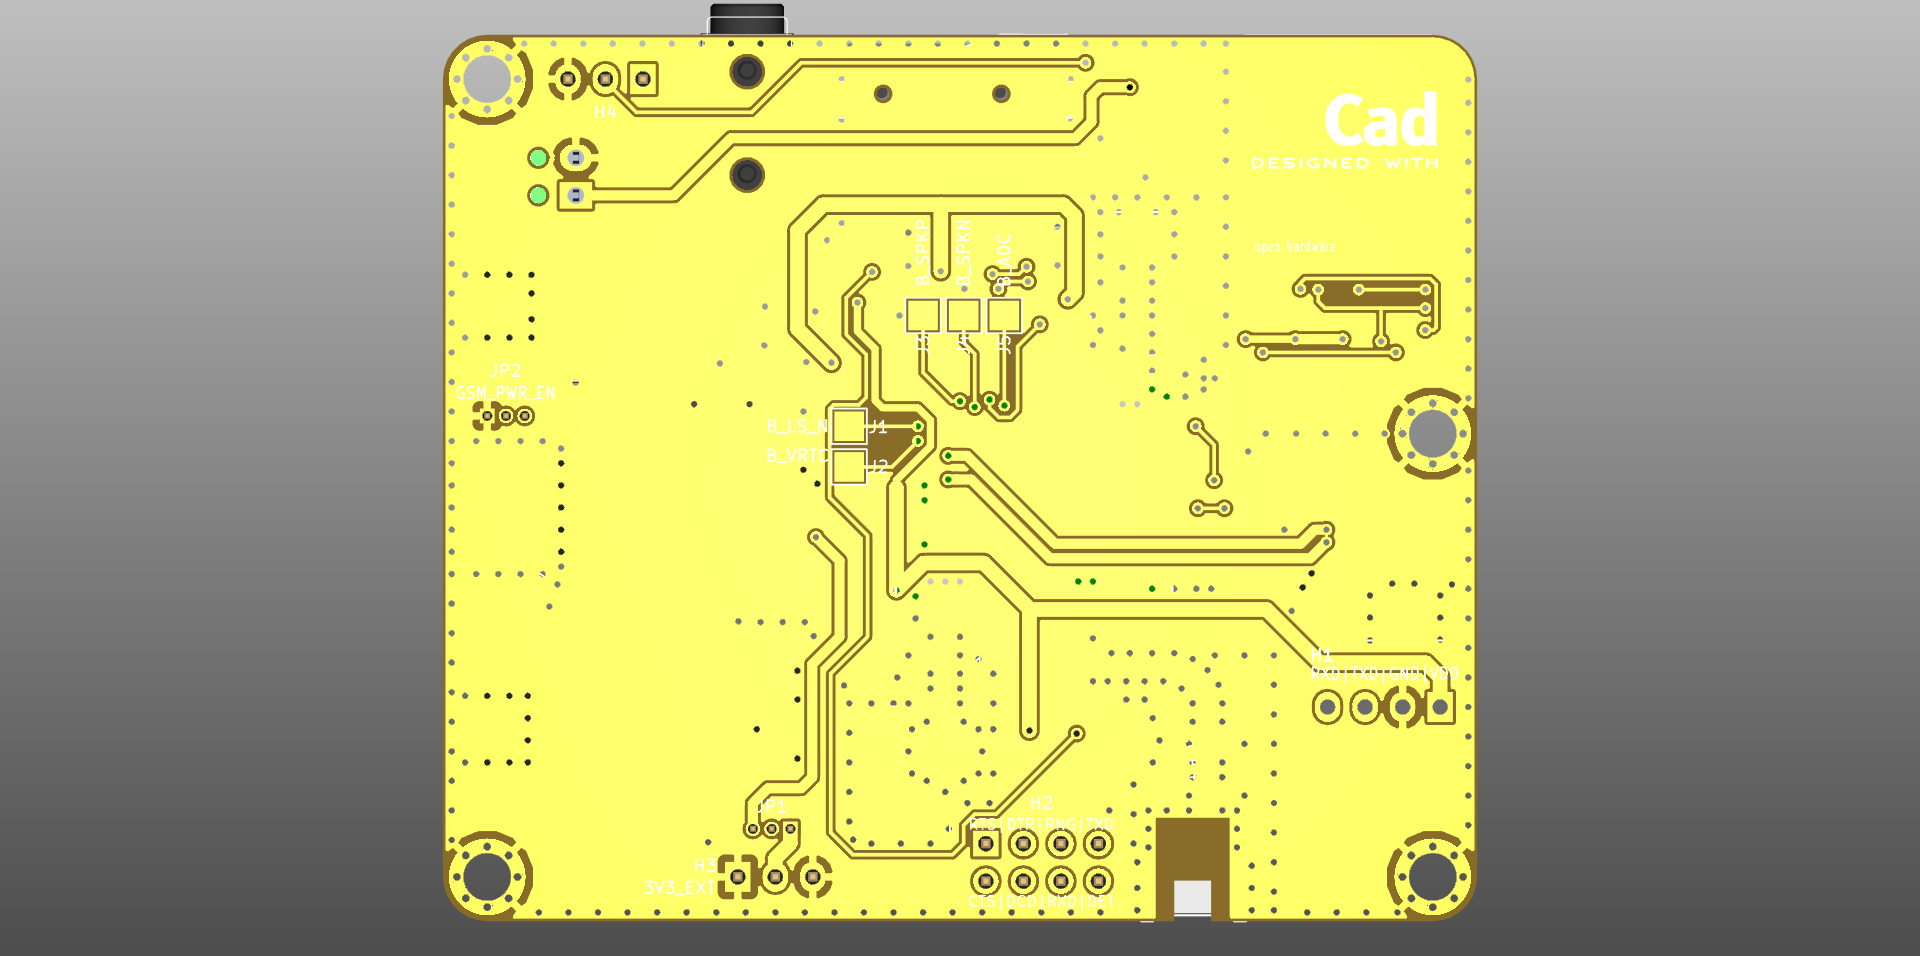 H4
Cad
DESIGNED WITH
B_SPKP
B_SPKN
B_ADC
open hardware
J3
J4
J5
JP2
GSM_PWR_EN
B_LS_N
J1
B_VRTC
J2
H1
RXD|TXD|GND|VDD
JP1
H2
RTS|DTR|RNG|TXD
H3
3V3_EXT
CTS|DCD|RXD|DET